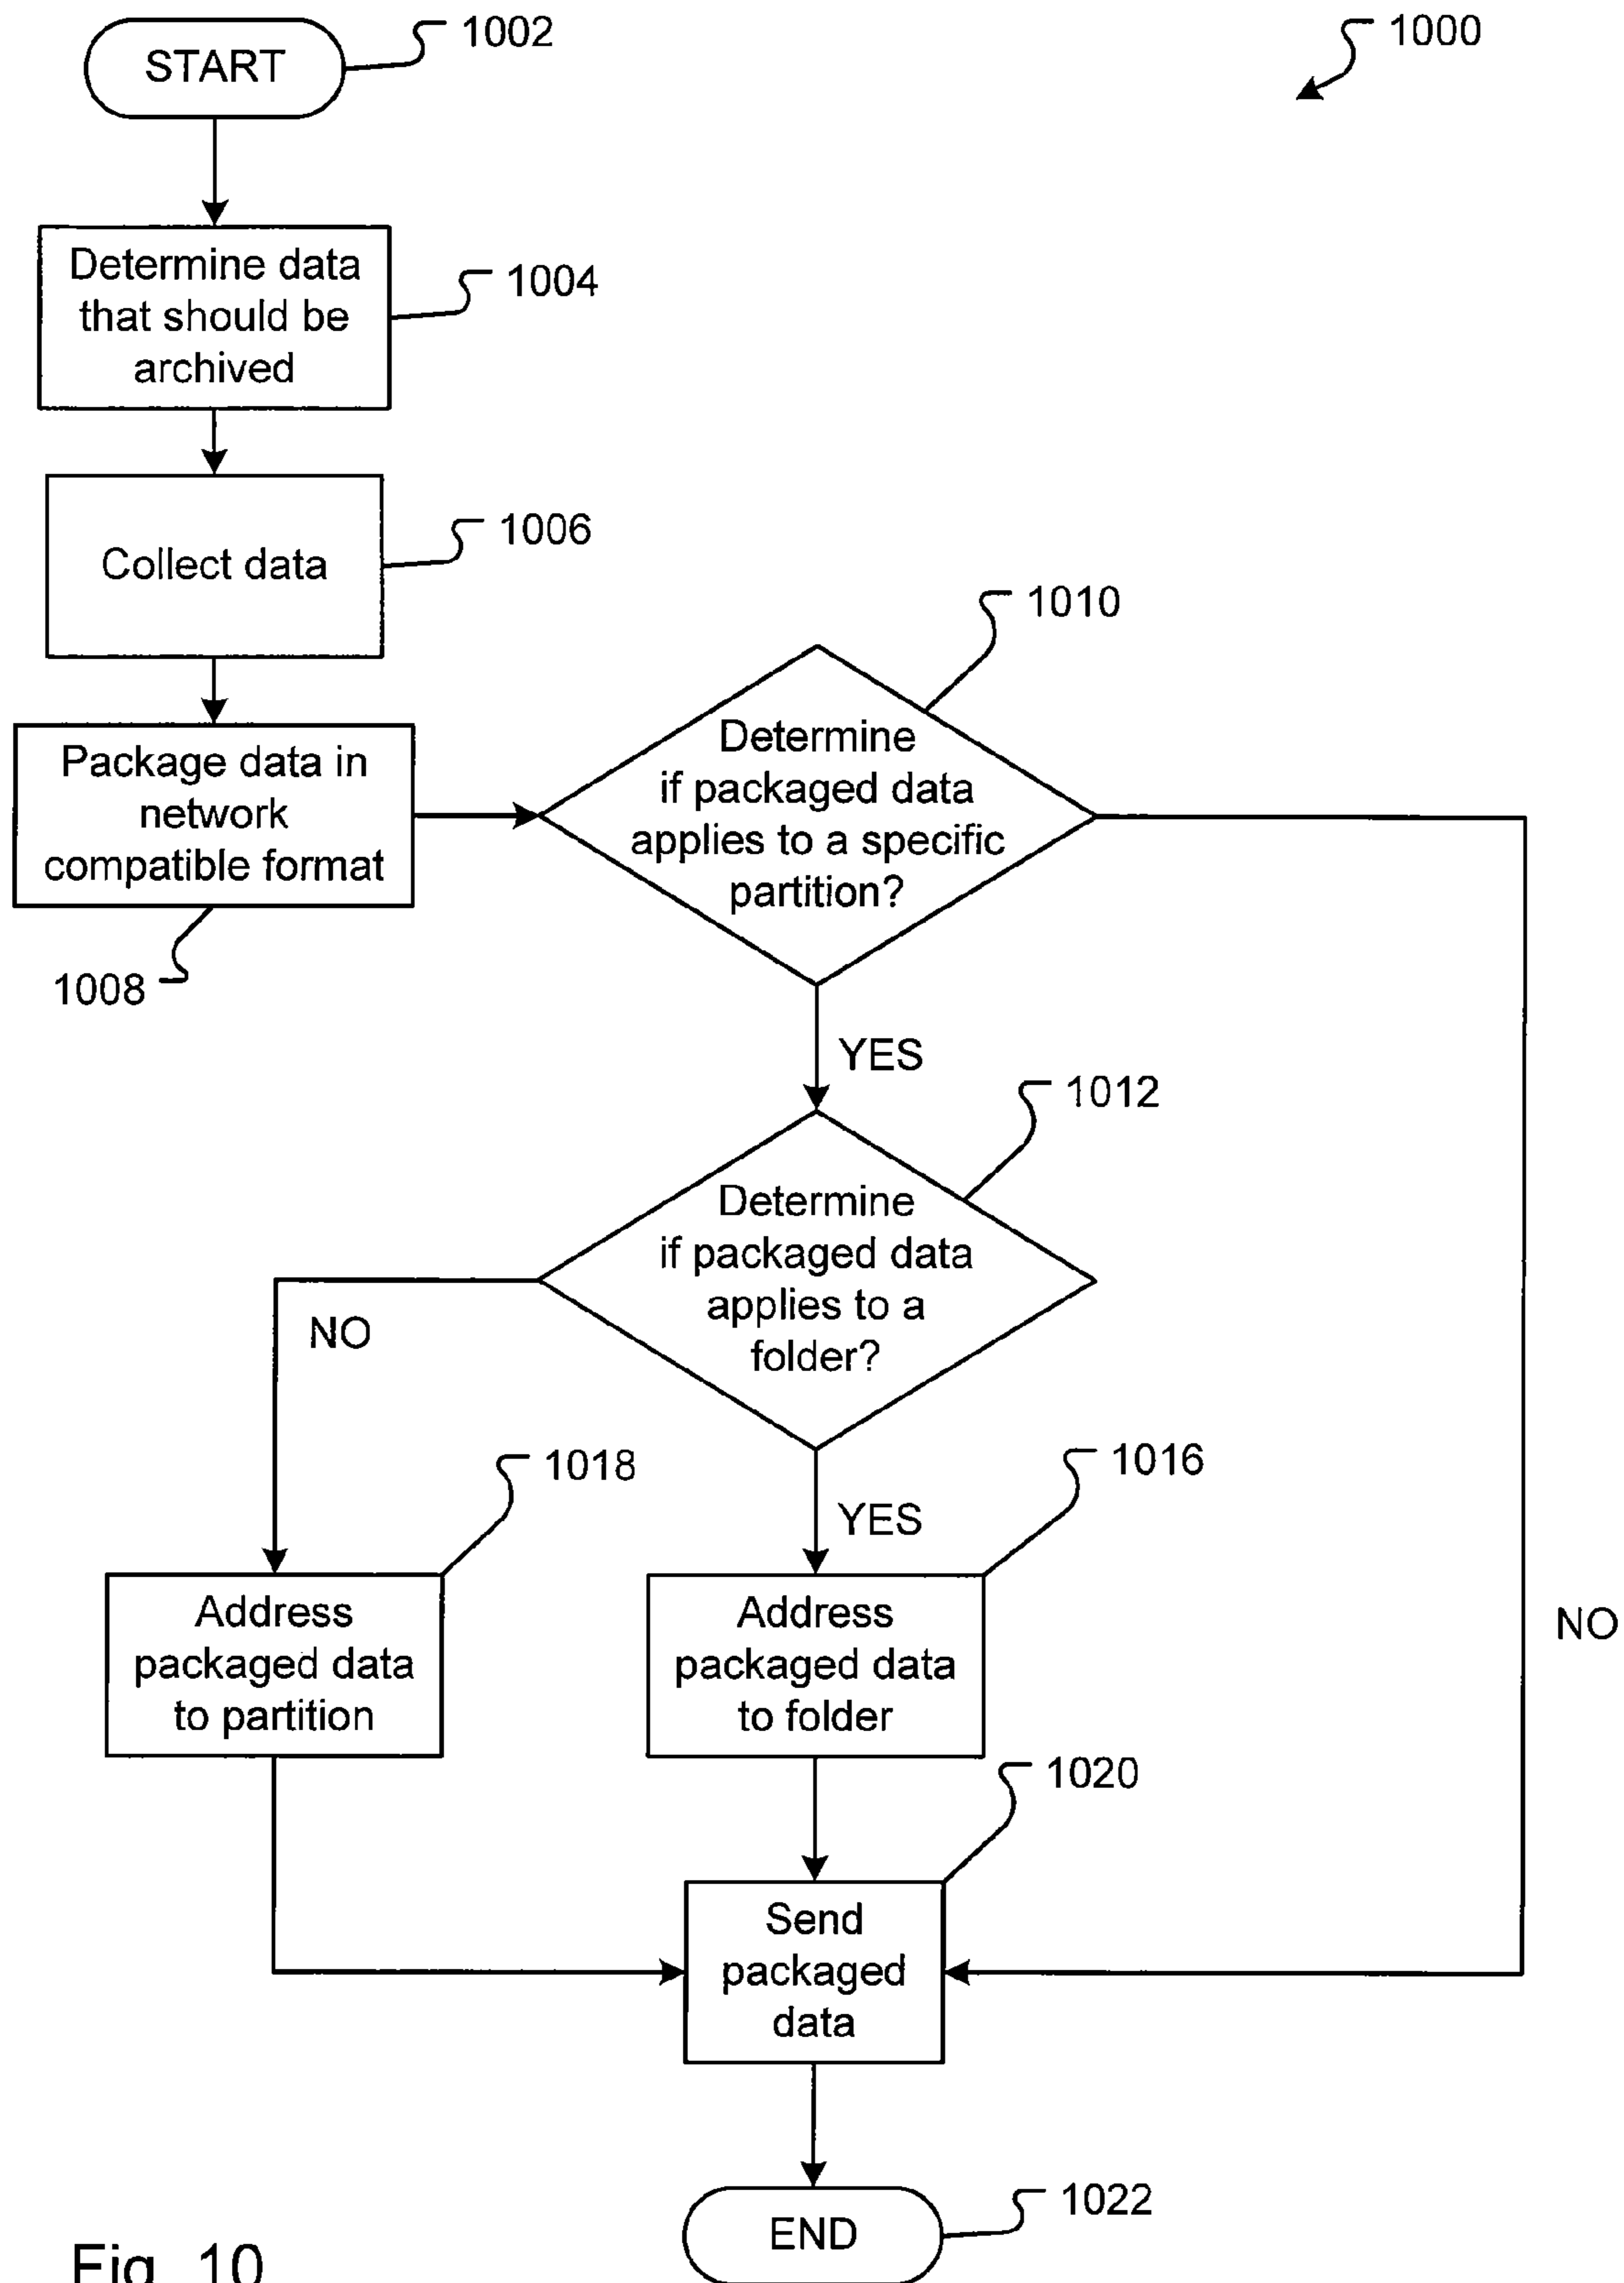 START
1002
1000
Determine data
that should be
archived
1004
Collect data
1006
Package data in
network
compatible format
1008
Determine
if packaged data
applies to a specific
partition?
1010
YES
Determine
if packaged data
applies to a
folder?
1012
NO
YES
NO
Address
packaged data
to partition
1018
Address
packaged data
to folder
1016
Send
packaged
data
1020
END
1022
Fig. 10